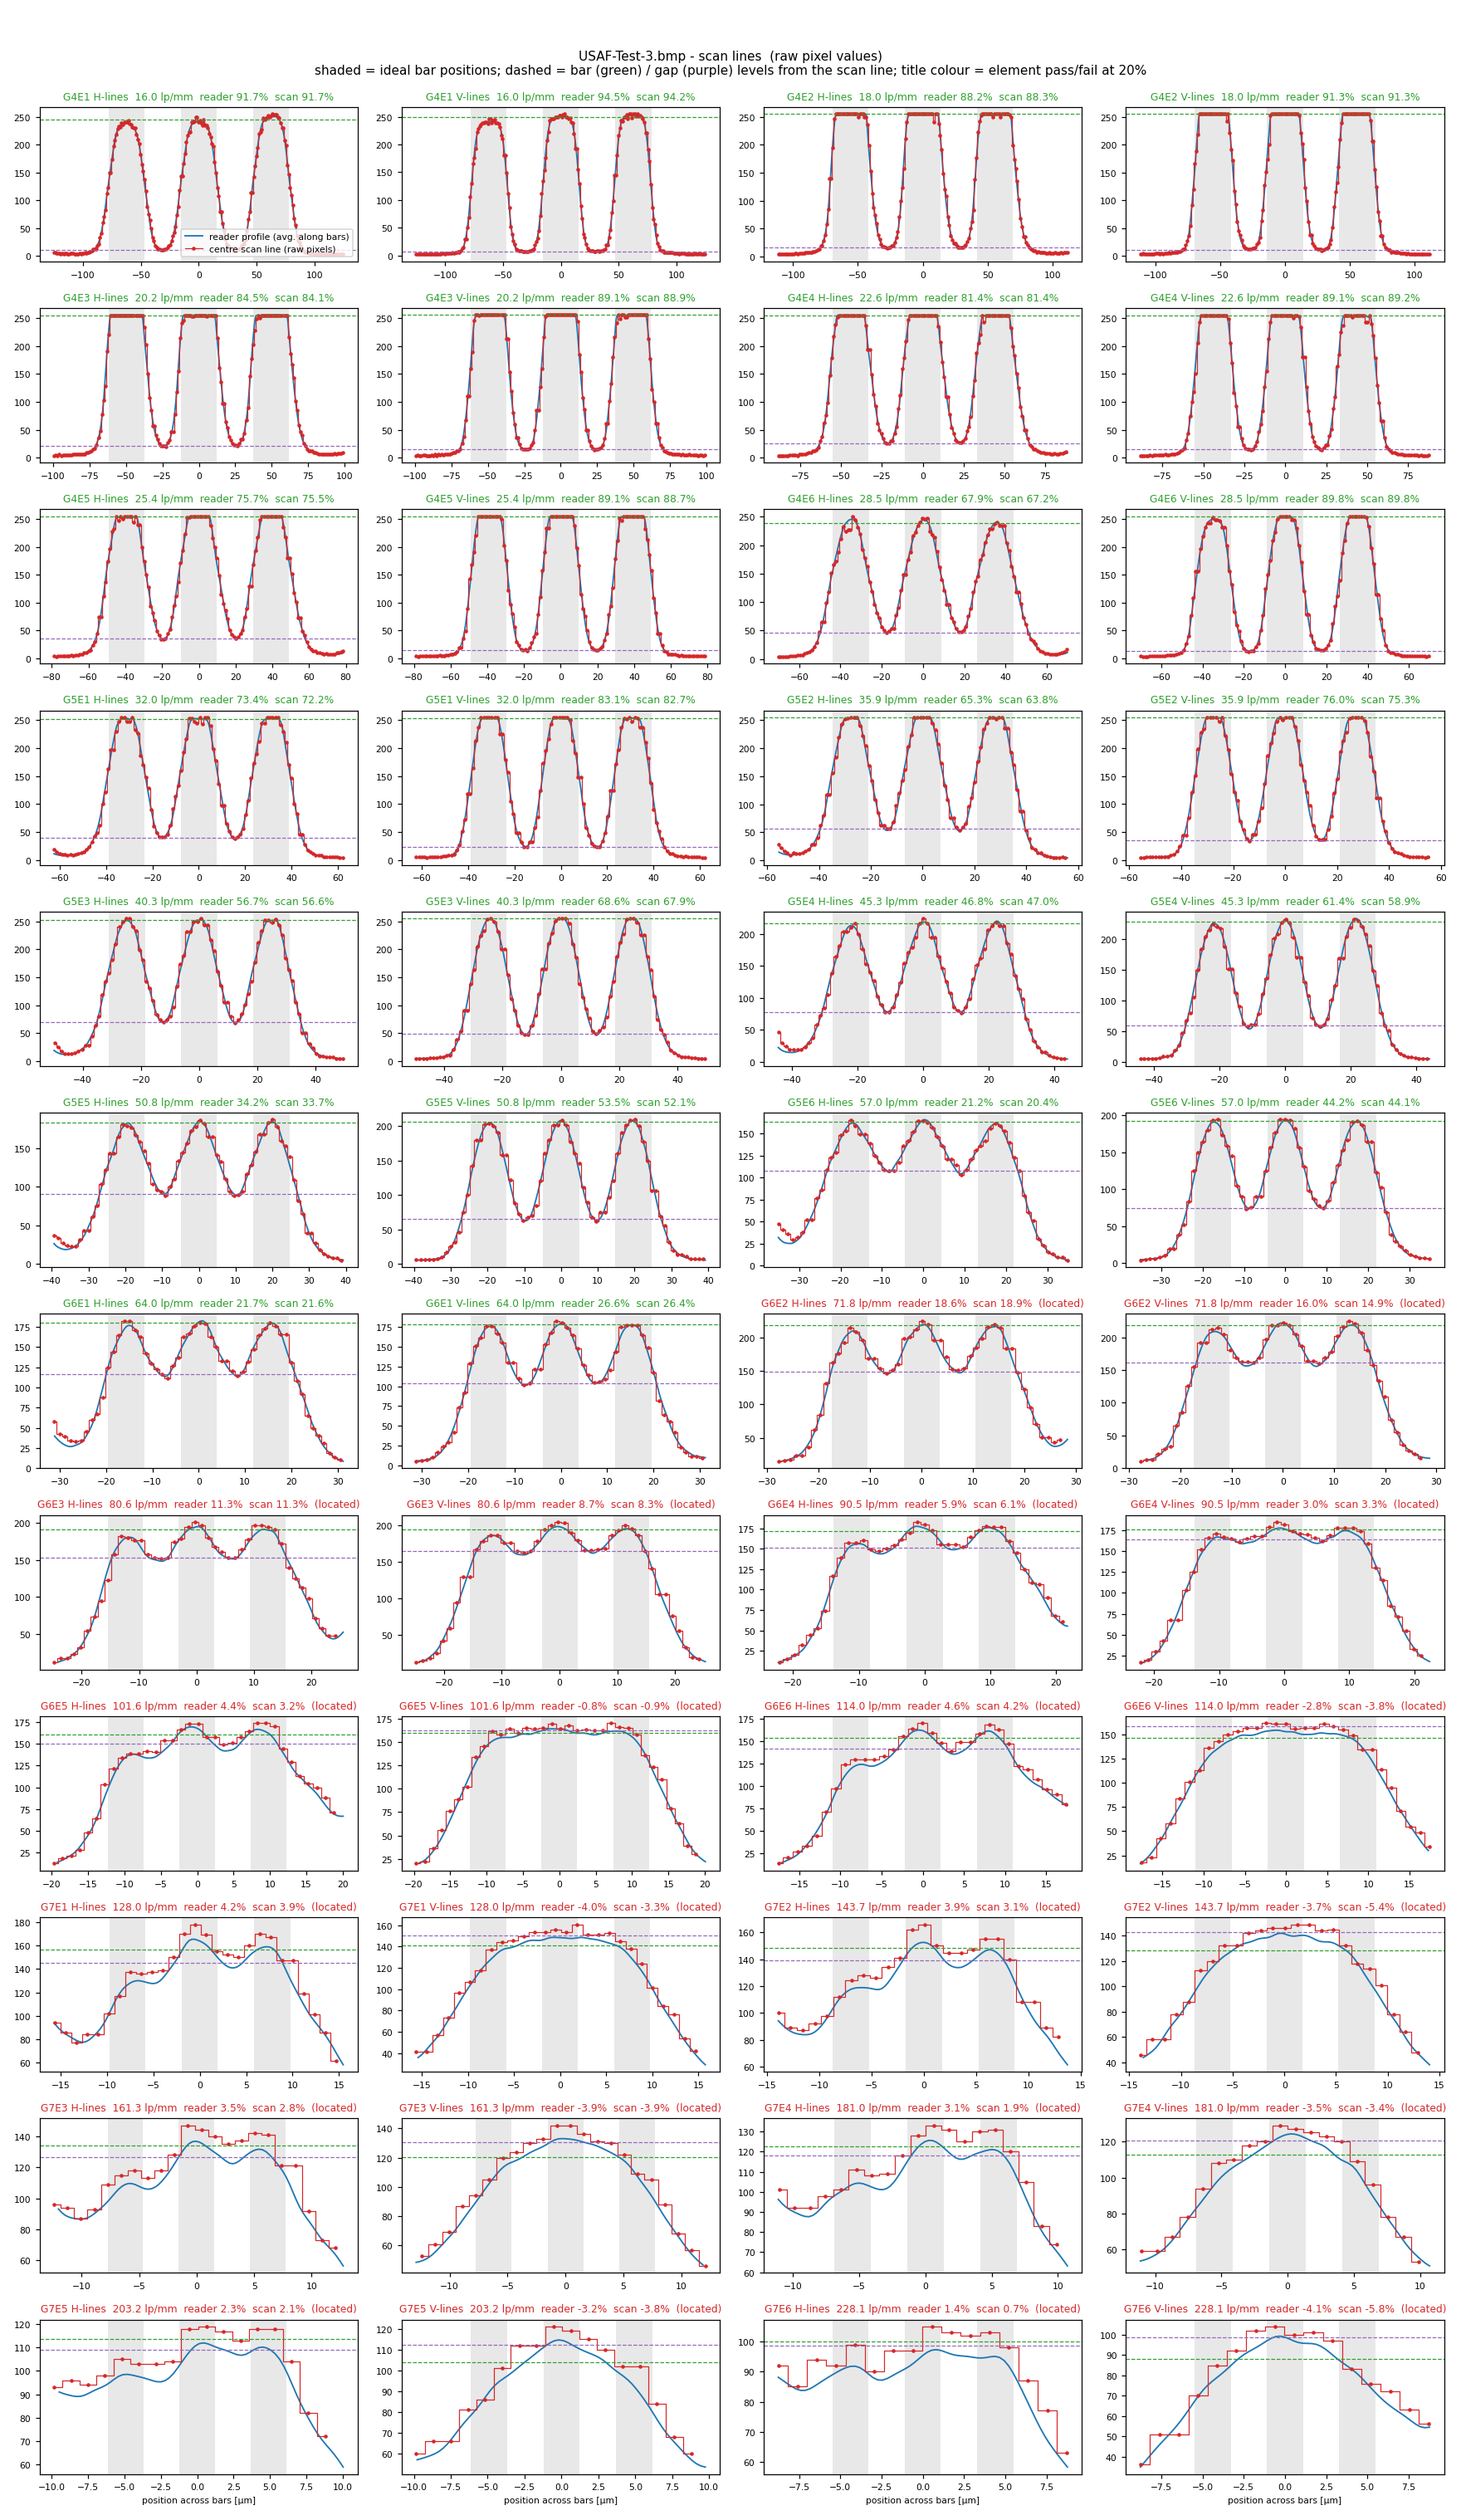 USAF-Test-3.bmp - scan lines  (raw pixel values)
shaded = ideal bar positions; dashed = bar (green) / gap (purple) levels from the scan line; title colour = element pass/fail at 20%
G4E1 H-lines  16.0 lp/mm  reader 91.7%  scan 91.7%
G4E1 V-lines  16.0 lp/mm  reader 94.5%  scan 94.2%
G4E2 H-lines  18.0 lp/mm  reader 88.2%  scan 88.3%
G4E2 V-lines  18.0 lp/mm  reader 91.3%  scan 91.3%
reader profile (avg. along bars)
centre scan line (raw pixels)
G4E3 H-lines  20.2 lp/mm  reader 84.5%  scan 84.1%
G4E3 V-lines  20.2 lp/mm  reader 89.1%  scan 88.9%
G4E4 H-lines  22.6 lp/mm  reader 81.4%  scan 81.4%
G4E4 V-lines  22.6 lp/mm  reader 89.1%  scan 89.2%
G4E5 H-lines  25.4 lp/mm  reader 75.7%  scan 75.5%
G4E5 V-lines  25.4 lp/mm  reader 89.1%  scan 88.7%
G4E6 H-lines  28.5 lp/mm  reader 67.9%  scan 67.2%
G4E6 V-lines  28.5 lp/mm  reader 89.8%  scan 89.8%
G5E1 H-lines  32.0 lp/mm  reader 73.4%  scan 72.2%
G5E1 V-lines  32.0 lp/mm  reader 83.1%  scan 82.7%
G5E2 H-lines  35.9 lp/mm  reader 65.3%  scan 63.8%
G5E2 V-lines  35.9 lp/mm  reader 76.0%  scan 75.3%
G5E3 H-lines  40.3 lp/mm  reader 56.7%  scan 56.6%
G5E3 V-lines  40.3 lp/mm  reader 68.6%  scan 67.9%
G5E4 H-lines  45.3 lp/mm  reader 46.8%  scan 47.0%
G5E4 V-lines  45.3 lp/mm  reader 61.4%  scan 58.9%
G5E5 H-lines  50.8 lp/mm  reader 34.2%  scan 33.7%
G5E5 V-lines  50.8 lp/mm  reader 53.5%  scan 52.1%
G5E6 H-lines  57.0 lp/mm  reader 21.2%  scan 20.4%
G5E6 V-lines  57.0 lp/mm  reader 44.2%  scan 44.1%
G6E1 H-lines  64.0 lp/mm  reader 21.7%  scan 21.6%
G6E1 V-lines  64.0 lp/mm  reader 26.6%  scan 26.4%
G6E2 H-lines  71.8 lp/mm  reader 18.6%  scan 18.9%  (located)
G6E2 V-lines  71.8 lp/mm  reader 16.0%  scan 14.9%  (located)
G6E3 H-lines  80.6 lp/mm  reader 11.3%  scan 11.3%  (located)
G6E3 V-lines  80.6 lp/mm  reader 8.7%  scan 8.3%  (located)
G6E4 H-lines  90.5 lp/mm  reader 5.9%  scan 6.1%  (located)
G6E4 V-lines  90.5 lp/mm  reader 3.0%  scan 3.3%  (located)
G6E5 H-lines  101.6 lp/mm  reader 4.4%  scan 3.2%  (located)
G6E5 V-lines  101.6 lp/mm  reader -0.8%  scan -0.9%  (located)
G6E6 H-lines  114.0 lp/mm  reader 4.6%  scan 4.2%  (located)
G6E6 V-lines  114.0 lp/mm  reader -2.8%  scan -3.8%  (located)
G7E1 H-lines  128.0 lp/mm  reader 4.2%  scan 3.9%  (located)
G7E1 V-lines  128.0 lp/mm  reader -4.0%  scan -3.3%  (located)
G7E2 H-lines  143.7 lp/mm  reader 3.9%  scan 3.1%  (located)
G7E2 V-lines  143.7 lp/mm  reader -3.7%  scan -5.4%  (located)
G7E3 H-lines  161.3 lp/mm  reader 3.5%  scan 2.8%  (located)
G7E3 V-lines  161.3 lp/mm  reader -3.9%  scan -3.9%  (located)
G7E4 H-lines  181.0 lp/mm  reader 3.1%  scan 1.9%  (located)
G7E4 V-lines  181.0 lp/mm  reader -3.5%  scan -3.4%  (located)
G7E5 H-lines  203.2 lp/mm  reader 2.3%  scan 2.1%  (located)
G7E5 V-lines  203.2 lp/mm  reader -3.2%  scan -3.8%  (located)
G7E6 H-lines  228.1 lp/mm  reader 1.4%  scan 0.7%  (located)
G7E6 V-lines  228.1 lp/mm  reader -4.1%  scan -5.8%  (located)
position across bars [µm]
position across bars [µm]
position across bars [µm]
position across bars [µm]